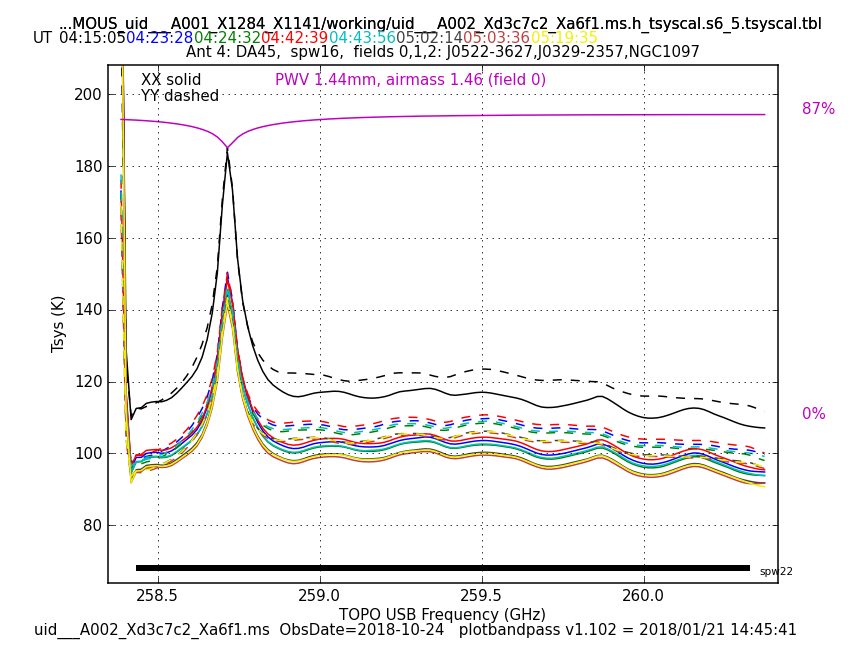 ...MOUS_uid___A001_X1284_X1141/working/uid___A002_Xd3c7c2_Xa6f1.ms.h_tsyscal.s6_5.tsyscal.tbl
UT 04:15:05 04:23:28 04:24:32 04:42:39 04:43:56 05:02:14 05:03:36 05:19:35
Ant 4: DA45,  spw16,  fields 0,1,2: J0522-3627,J0329-2357,NGC1097
XX solid
PWV 1.44mm, airmass 1.46 (field 0)
YY dashed
87%
0%
200
180
160
140
120
100
80
Tsys (K)
spw22
258.5 259.0 259.5 260.0
TOPO USB Frequency (GHz)
uid___A002_Xd3c7c2_Xa6f1.ms  ObsDate=2018-10-24   plotbandpass v1.102 = 2018/01/21 14:45:41